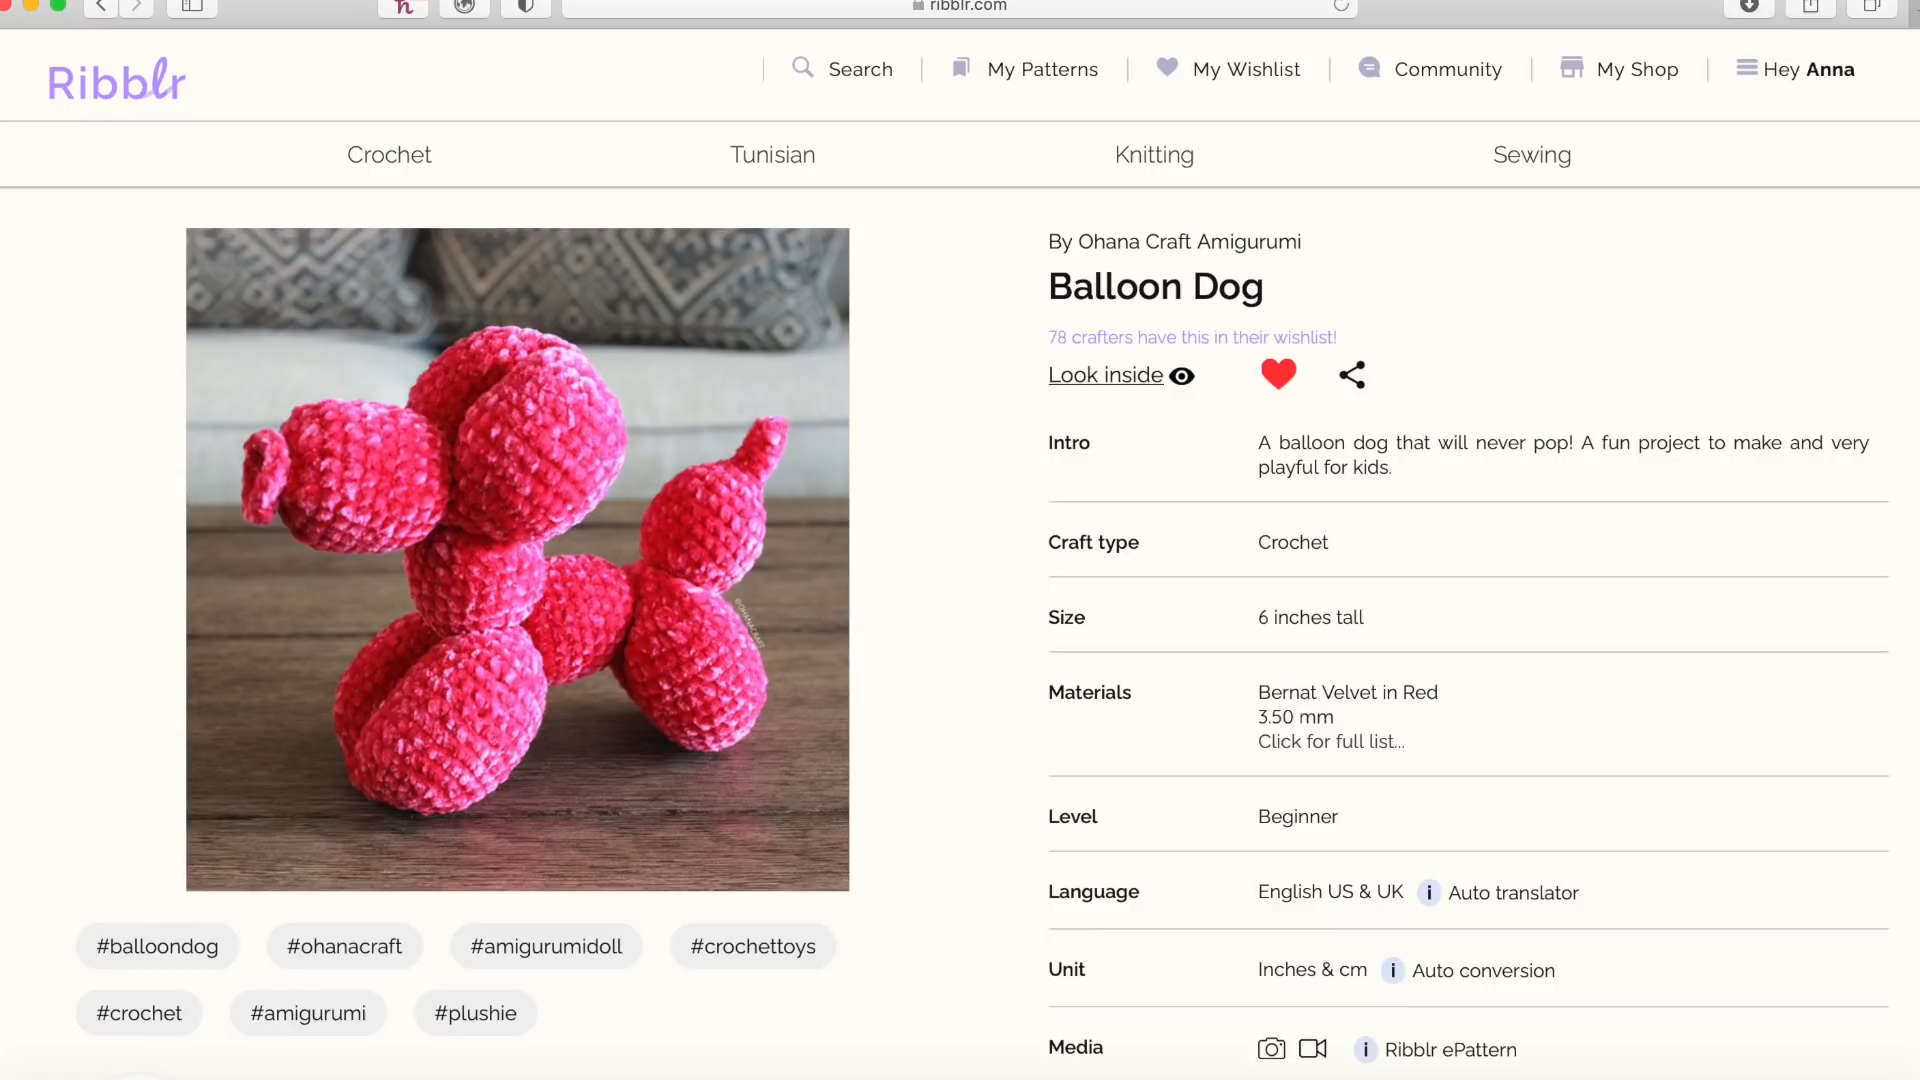 ribblr.com
Ribblr
Search
My Patterns
My Wishlist
Community
My Shop
Hey Anna
Crochet
Tunisian
Knitting
Sewing
By Ohana Craft Amigurumi
Balloon Dog
78 crafters have this in their wishlist!
Look inside
Intro
A balloon dog that will never pop! A fun project to make and very
playful for kids.
Craft type
Crochet
Size
6 inches tall
Materials
Bernat Velvet in Red
3.50 mm
Click for full list...
Level
Beginner
Language
English US & UK
i Auto translator
Unit
Inches & cm
i Auto conversion
Media
i Ribblr ePattern
@OHANACRAFT
#balloondog
#ohanacraft
#amigurumidoll
#crochettoys
#crochet
#amigurumi
#plushie